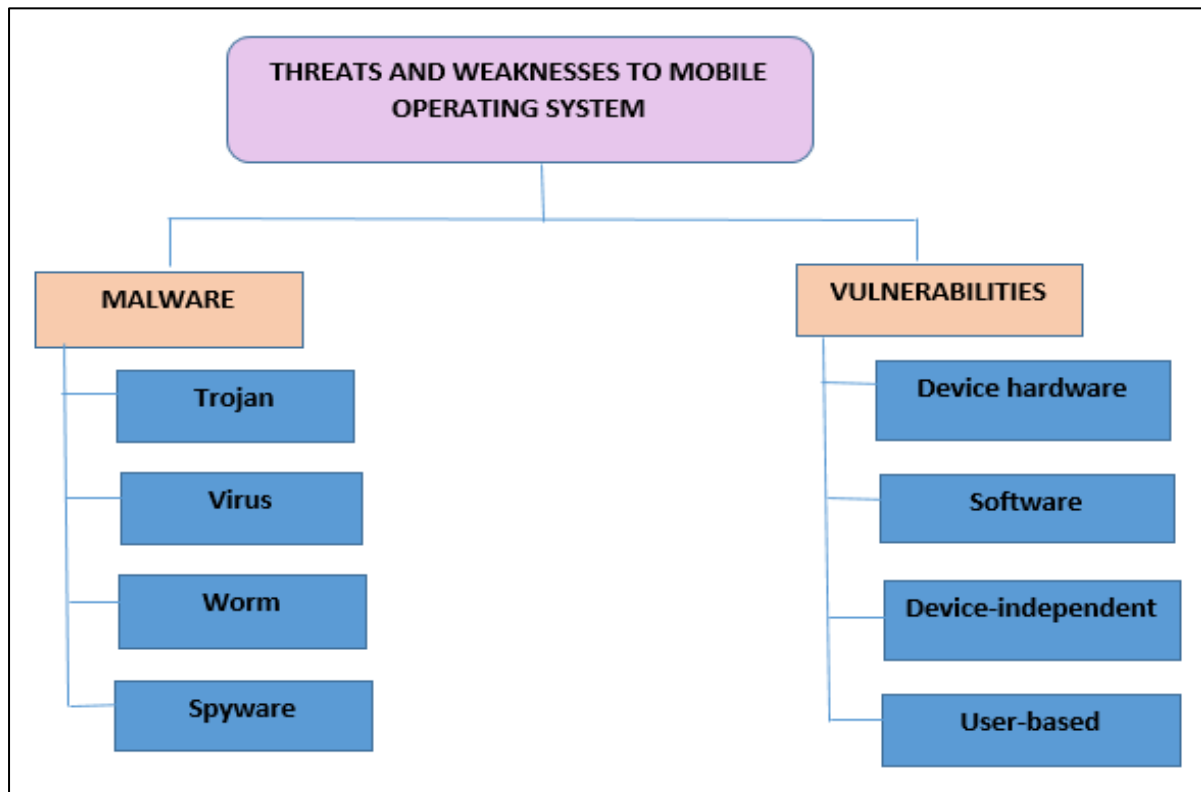 THREATS AND WEAKNESSES TO MOBILE
OPERATING SYSTEM
MALWARE
Trojan
Virus
Worm
Spyware
VULNERABILITIES
Device hardware
Software
Device-independent
User-based